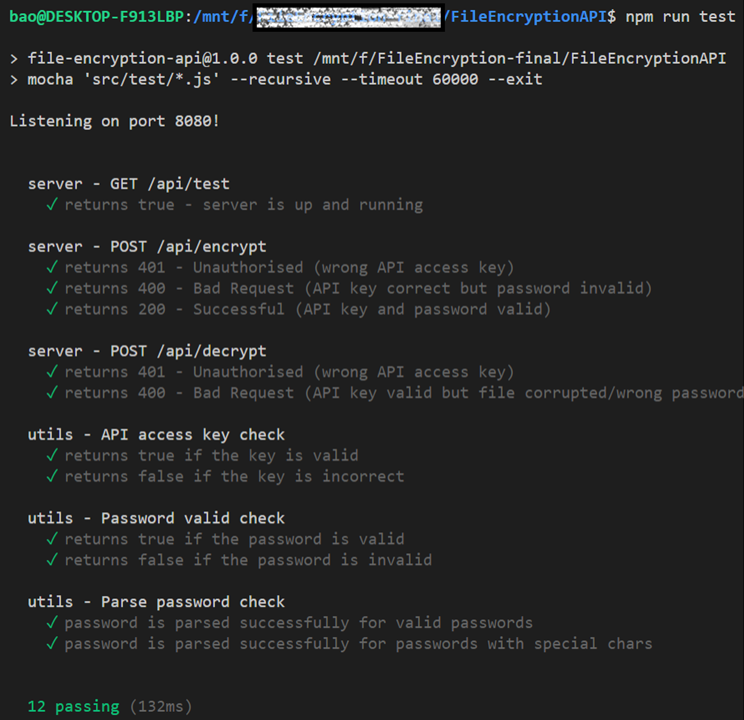 bao@DESKTOP-F913LBP:/mnt/f/ /FileEncryptionAPI$ npm run test
> file-encryption-api@1.0.0 test /mnt/f/FileEncryption-final/FileEncryptionAPI
> mocha 'src/test/*.js' --recursive --timeout 60000 --exit
Listening on port 8080!
server - GET /api/test
✓ returns true - server is up and running
server - POST /api/encrypt
✓ returns 401 - Unauthorised (wrong API access key)
✓ returns 400 - Bad Request (API key correct but password invalid)
✓ returns 200 - Successful (API key and password valid)
server - POST /api/decrypt
✓ returns 401 - Unauthorised (wrong API access key)
✓ returns 400 - Bad Request (API key valid but file corrupted/wrong password
utils - API access key check
✓ returns true if the key is valid
✓ returns false if the key is incorrect
utils - Password valid check
✓ returns true if the password is valid
✓ returns false if the password is invalid
utils - Parse password check
✓ password is parsed successfully for valid passwords
✓ password is parsed successfully for passwords with special chars
12 passing (132ms)